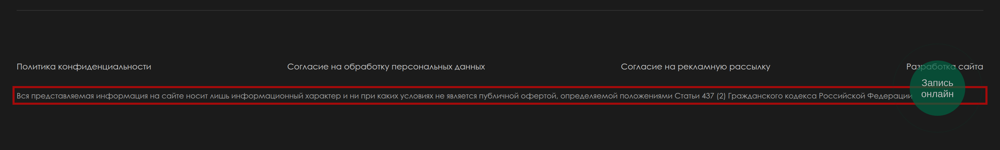 Политика конфиденциальности
Согласие на обработку персональных данных
Согласие на рекламную рассылку
Разработка сайта
Вся представляемая информация на сайте носит лишь информационный характер и ни при каких условиях не является публичной офертой, определяемой положениями Статьи 437 (2) Гражданского кодекса Российской Федерации
Запись
онлайн